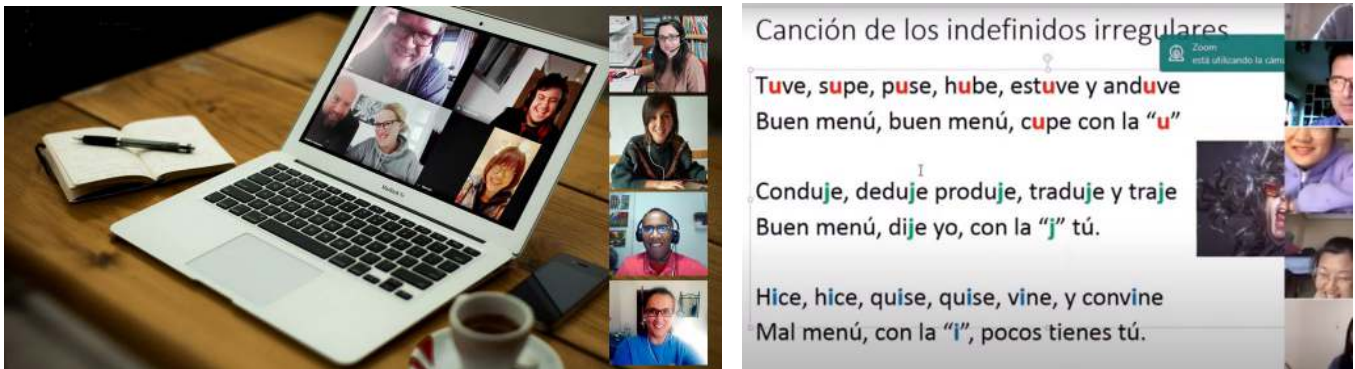 Canción de los indefinidos irregulares
Zoom
está utilizando la cám
Tuve, supe, puse, hube, estuve y anduve
Buen menú, buen menú, cupe con la “u”
Conduje, deduje produje, traduje y traje
Buen menú, dije yo, con la “j” tú.
Hice, hice, quise, quise, vine, y convine
Mal menú, con la “i”, pocos tienes tú.